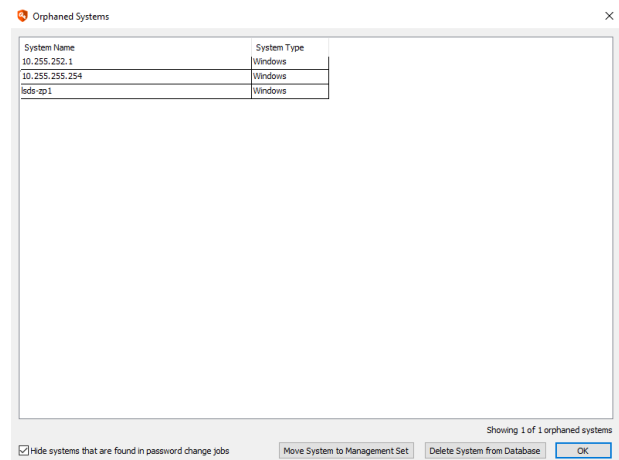 Orphaned Systems
System Name System Type
10.255.252.1 Windows
10.255.255.254 Windows
lsds-zp1 Windows
Showing 1 of 1 orphaned systems
Hide systems that are found in password change jobs Move System to Management Set Delete System from Database OK